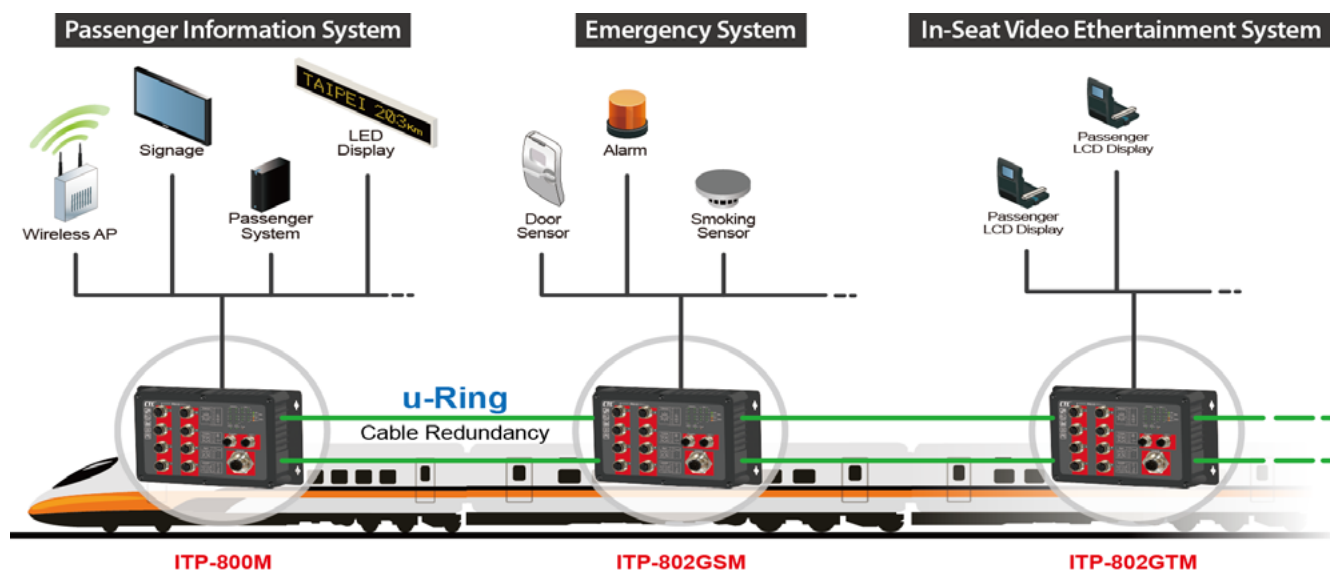 Passenger Information System
Emergency System
In-Seat Video Ethertainment System
TAIPEI 203Km
LED
Display
Signage
Alarm
Passenger
LCD Display
Passenger
System
Wireless AP
Door
Sensor
Smoking
Sensor
Passenger
LCD Display
u-Ring
Cable Redundancy
ITP-800M
ITP-802GSM
ITP-802GTM